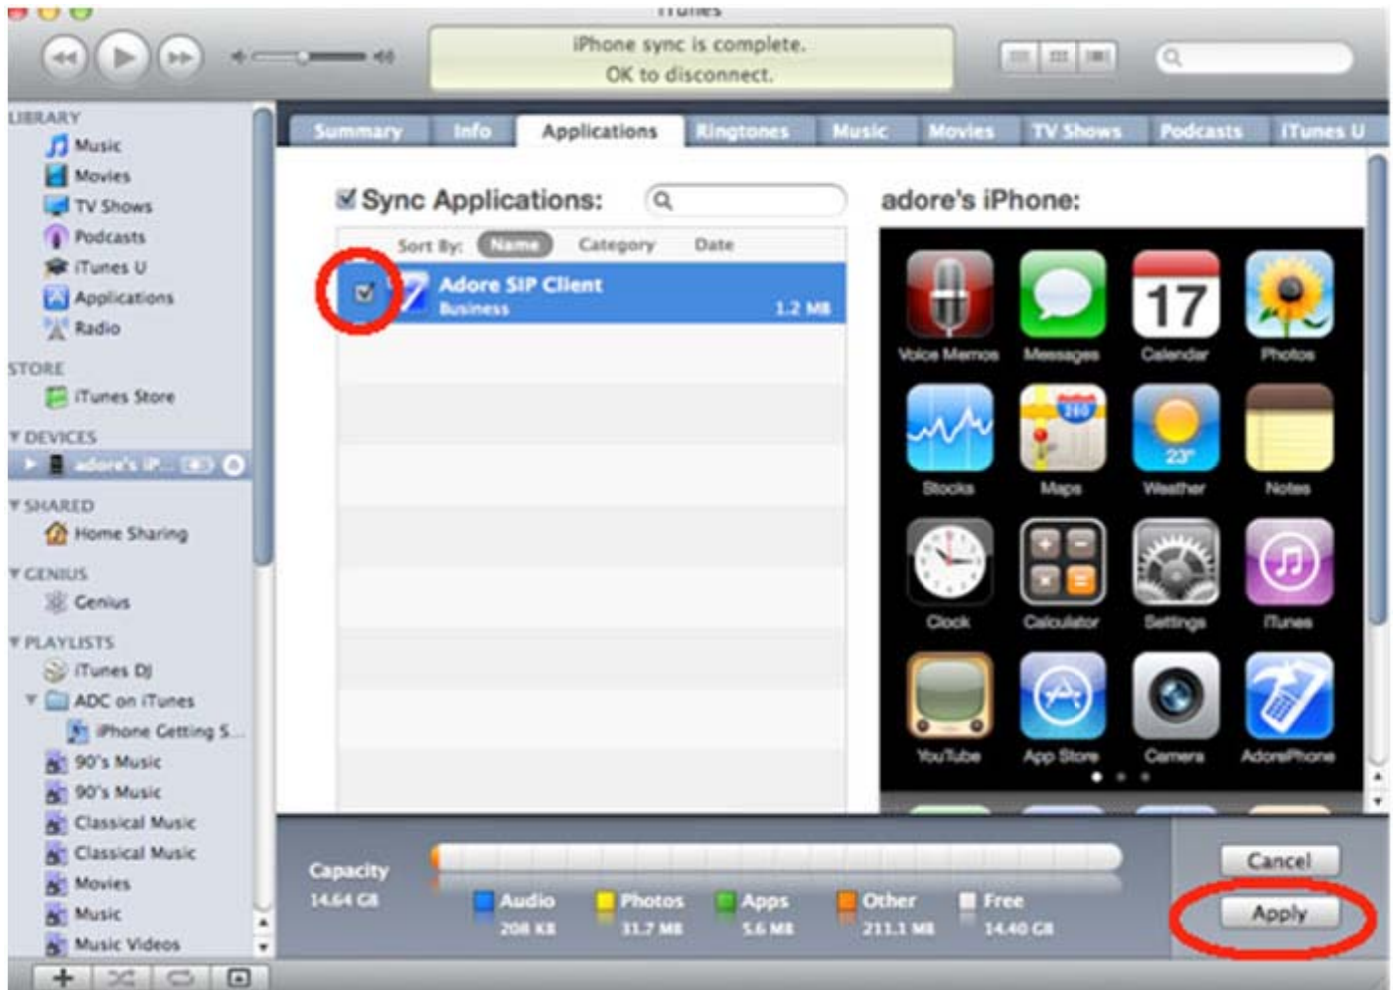 iTunes
iPhone sync is complete.
OK to disconnect.
LIBRARY
Music
Movies
TV Shows
Podcasts
iTunes U
Applications
Radio
STORE
iTunes Store
DEVICES
adore's iP...
SHARED
Home Sharing
GENIUS
Genius
PLAYLISTS
iTunes DJ
ADC on iTunes
iPhone Getting S...
90's Music
90's Music
Classical Music
Classical Music
Movies
Music
Music Videos
Summary Info Applications Ringtones Music Movies TV Shows Podcasts iTunes U
Sync Applications:
Sort By: Name Category Date
Adore SIP Client
Business 1.2 MB
adore's iPhone:
17
Voice Memos Messages Calendar Photos
280
23°
Stocks Maps Weather Notes
Clock Calculator Settings iTunes
YouTube App Store Camera AdorePhone
Capacity
14.64 GB
Audio Photos Apps Other Free
208 KB 31.7 MB 5.6 MB 211.1 MB 14.40 GB
Cancel
Apply